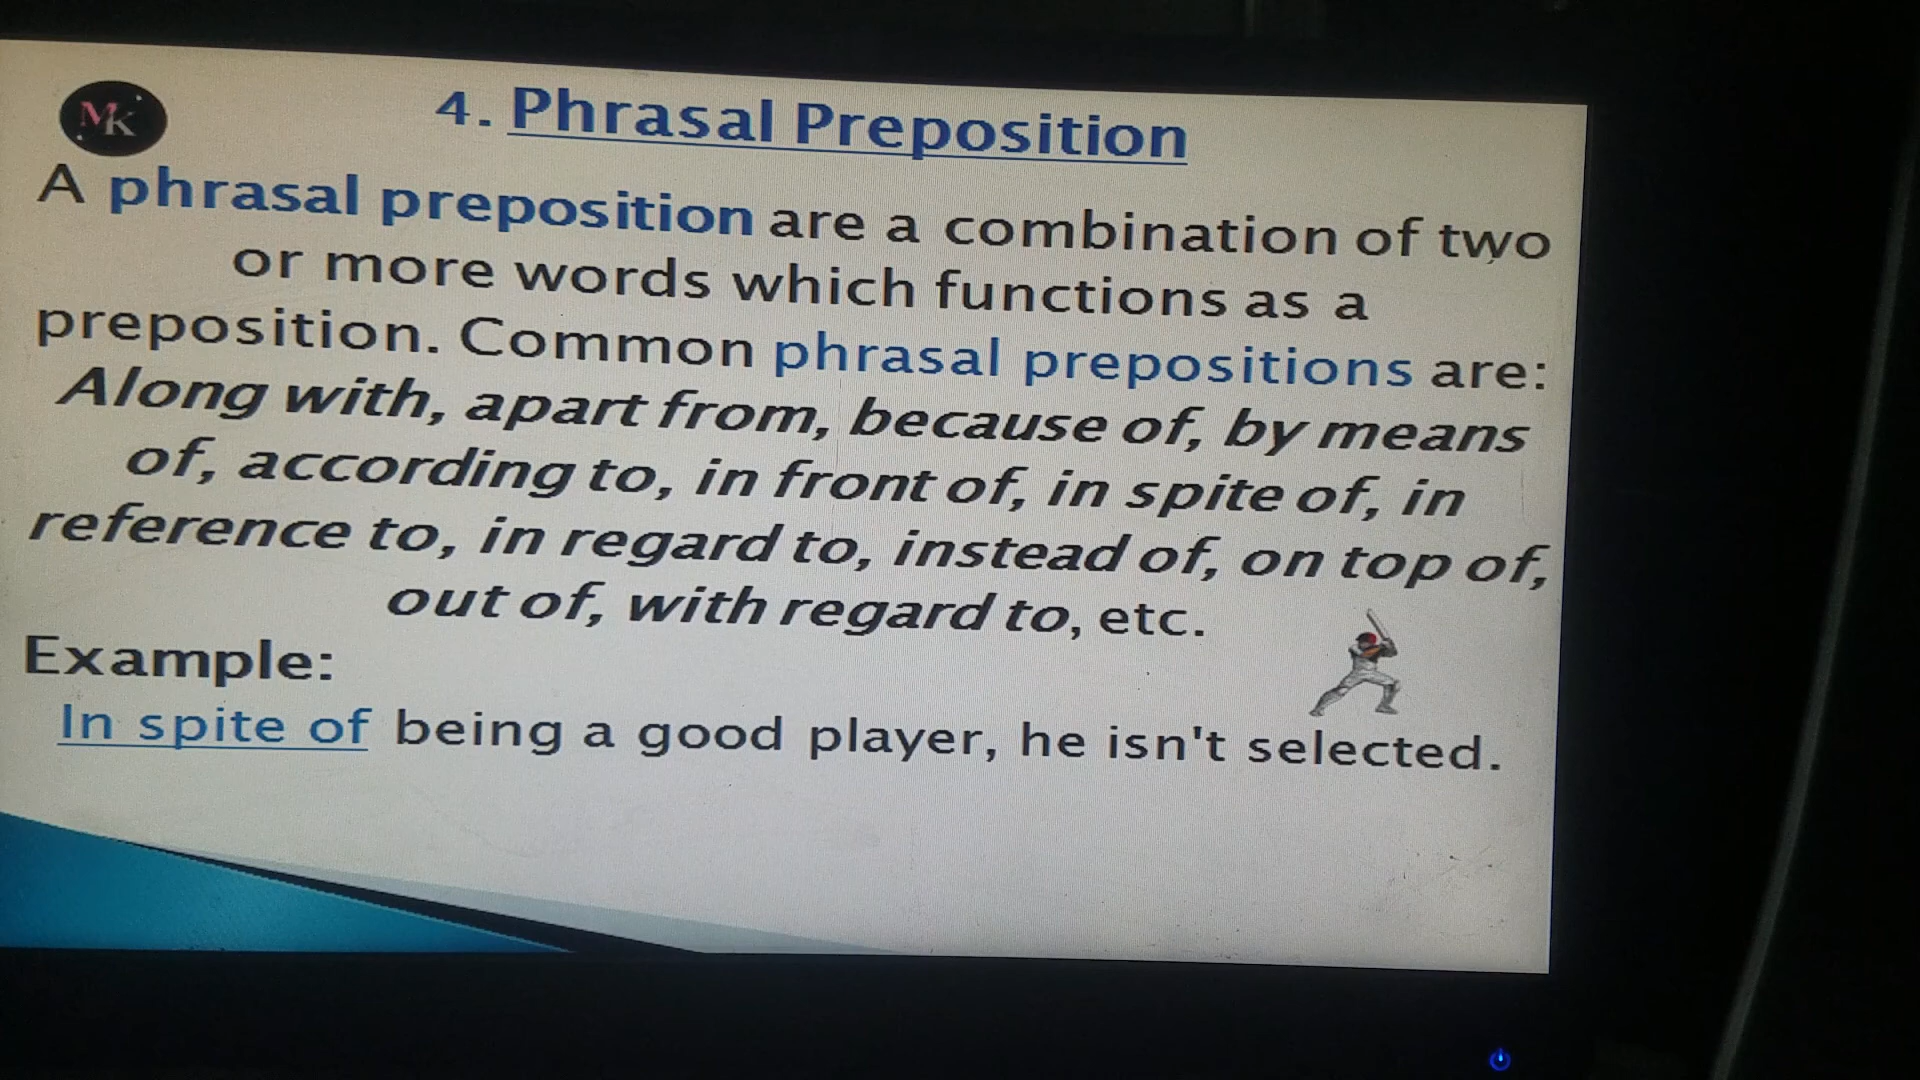 MK
4. Phrasal Preposition
A phrasal preposition are a combination of two
or more words which functions as a
preposition. Common phrasal prepositions are:
Along with, apart from, because of, by means
of, according to, in front of, in spite of, in
reference to, in regard to, instead of, on top of,
out of, with regard to, etc.
Example:
In spite of being a good player, he isn't selected.